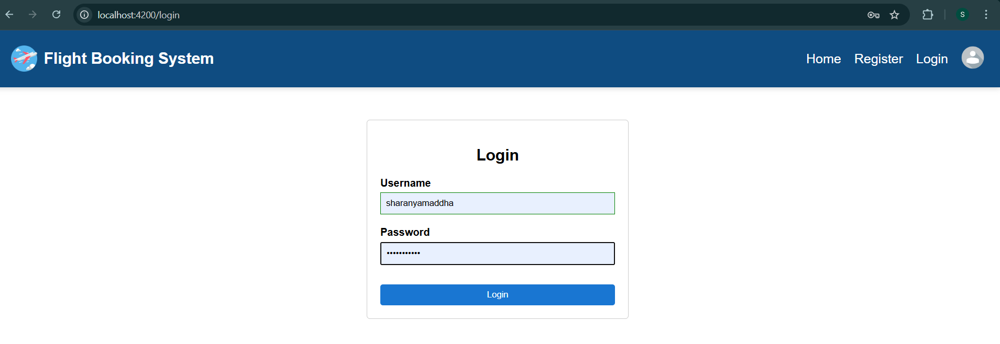 localhost:4200/login
S
Flight Booking System
Home Register Login
Login
Username
sharanyamaddha
Password
•••••••••••
Login